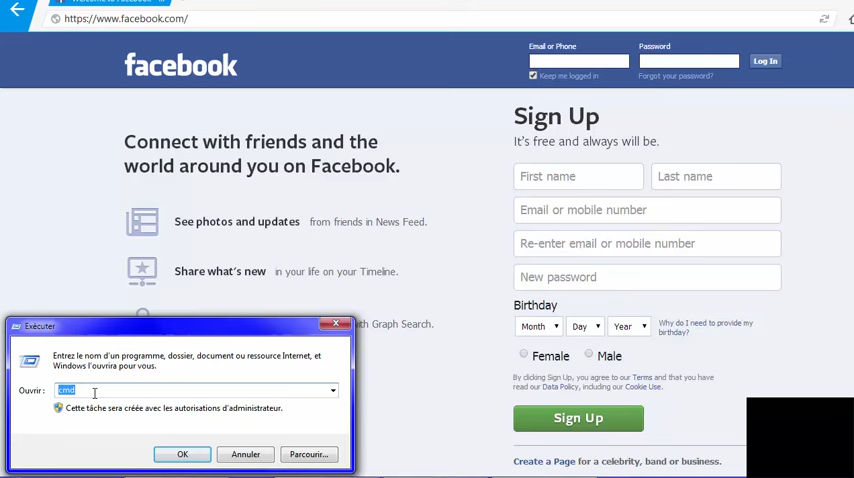 Welcome to Facebook
https://www.facebook.com/
facebook
Email or Phone
Password
Log In
Keep me logged in
Forgot your password?
Connect with friends and the
world around you on Facebook.
See photos and updates from friends in News Feed.
Share what's new in your life on your Timeline.
with Graph Search.
Sign Up
It's free and always will be.
First name
Last name
Email or mobile number
Re-enter email or mobile number
New password
Birthday
Month
Day
Year
Why do I need to provide my
birthday?
Female
Male
By clicking Sign Up, you agree to our Terms and that you have
read our Data Policy, including our Cookie Use.
Sign Up
Create a Page for a celebrity, band or business.
Exécuter
Entrez le nom d'un programme, dossier, document ou ressource Internet, et
Windows l'ouvrira pour vous.
Ouvrir :
cmd
Cette tâche sera créée avec les autorisations d'administrateur.
OK
Annuler
Parcourir...